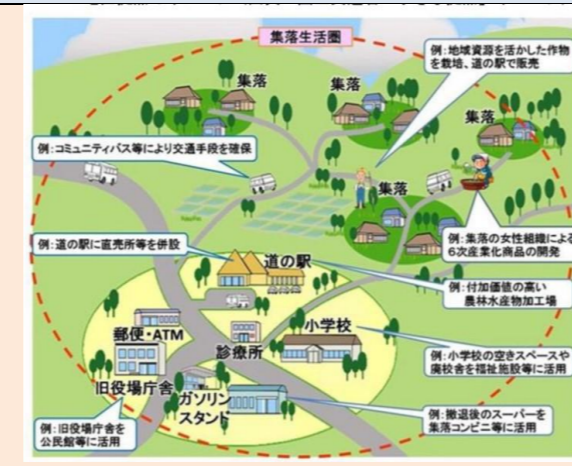 集落生活圏
例:地域資源を活かした作物
を栽培、道の駅で販売
集落
集落
集落
例:コミュニティバス等により交通手段を確保
集落
例:集落の女性組織による
6次産業化商品の開発
例:道の駅に直売所等を併設
道の駅
例:付加価値の高い
農林水産物加工場
郵便・ATM
診療所
小学校
例:小学校の空きスペースや
廃校舎を福祉施設等に活用
旧役場庁舎
ガソリン
スタンド
例:撤退後のスーパーを
集落コンビニ等に活用
例:旧役場庁舎を
公民館等に活用